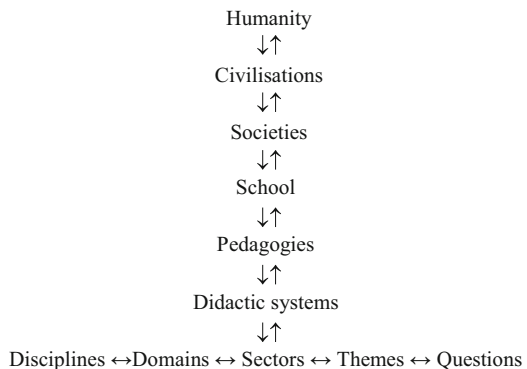 Humanity
↓↑
Civilisations
↓↑
Societies
↓↑
School
↓↑
Pedagogies
↓↑
Didactic systems
↓↑
Disciplines ↔Domains ↔ Sectors ↔ Themes ↔ Questions